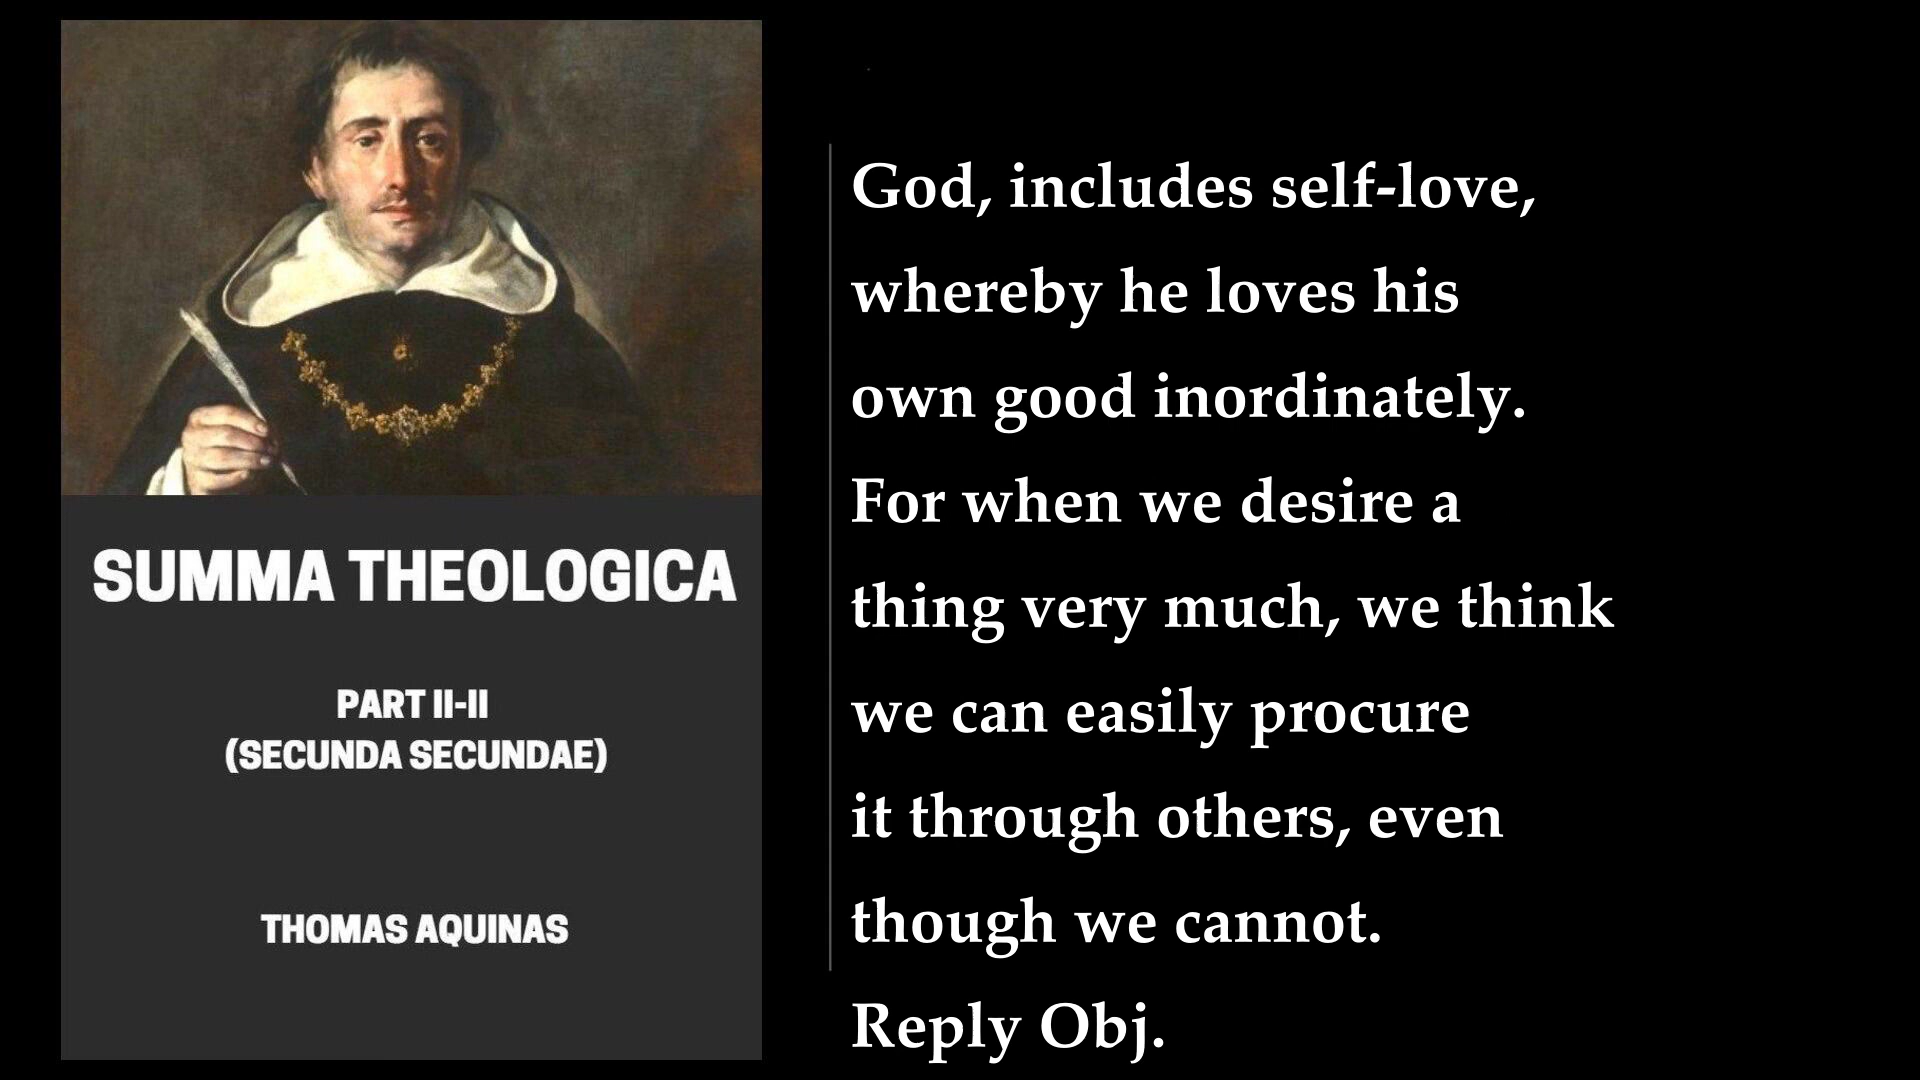 SUMMA THEOLOGICA
PART II-II
(SECUNDA SECUNDAE)
THOMAS AQUINAS
God, includes self-love,
whereby he loves his
own good inordinately.
For when we desire a
thing very much, we think
we can easily procure
it through others, even
though we cannot.
Reply Obj.